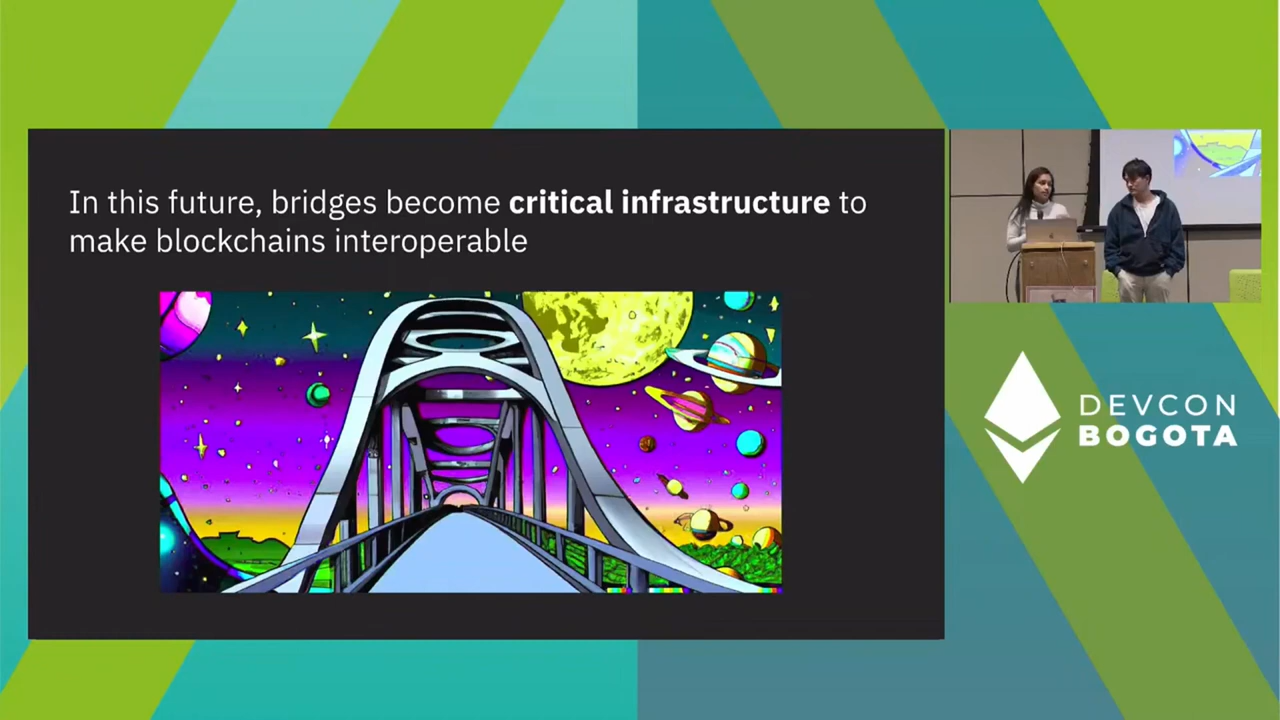 In this future, bridges become critical infrastructure to
make blockchains interoperable
DEVCON
BOGOTA